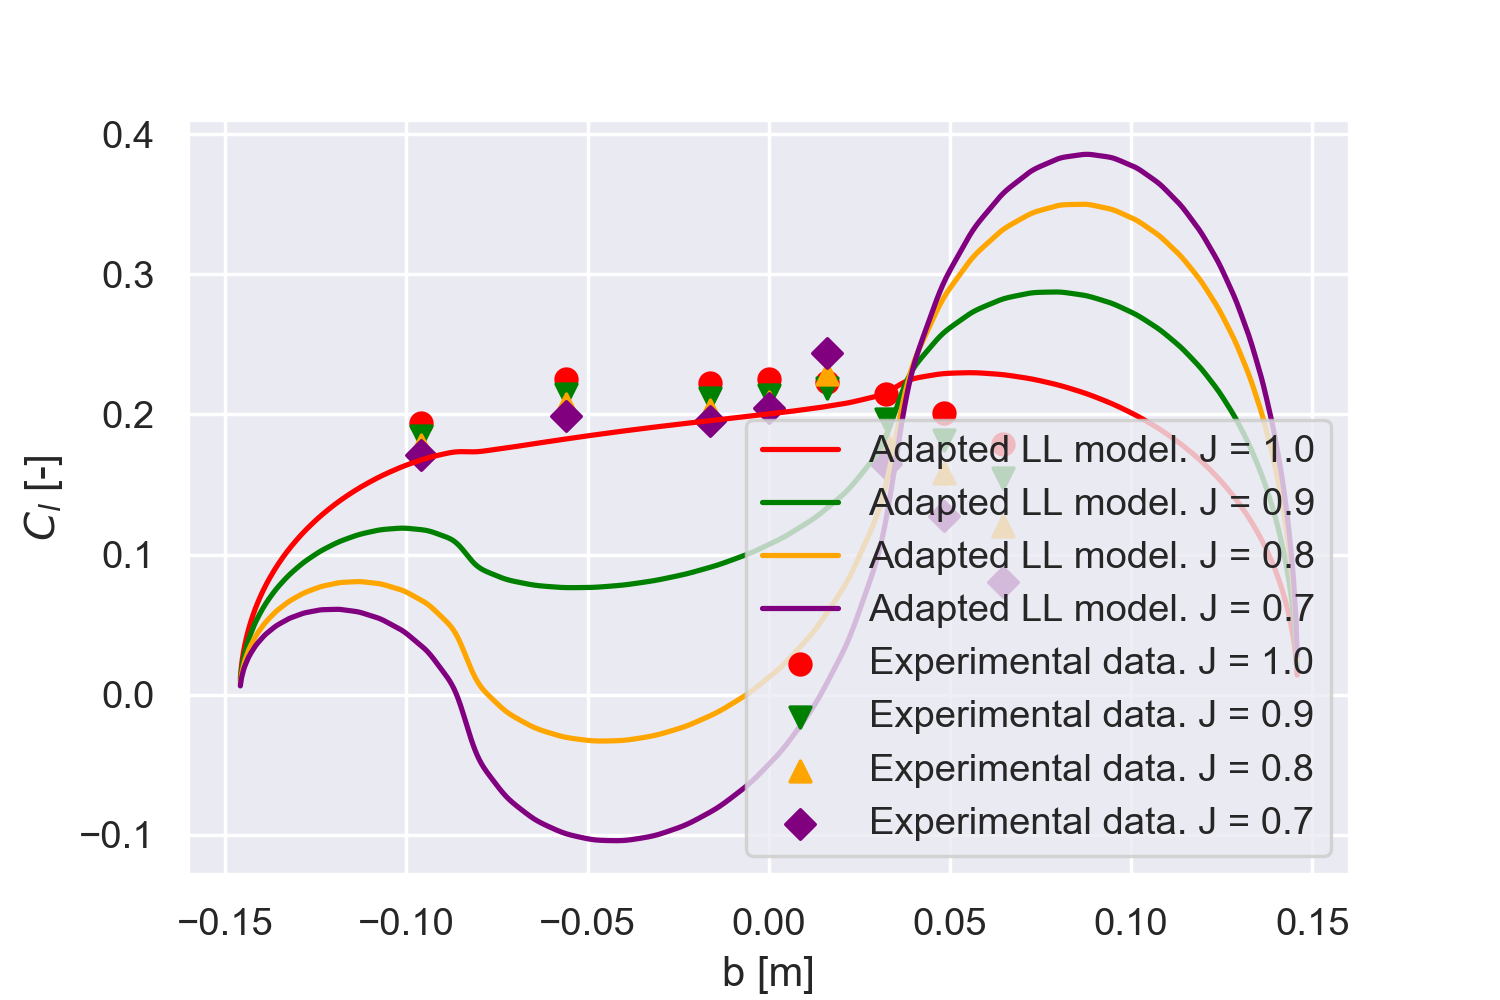 0.4
0.3
0.2
0.1
0.0
−0.1
C_l [-]
Adapted LL model. J = 1.0
Adapted LL model. J = 0.9
Adapted LL model. J = 0.8
Adapted LL model. J = 0.7
Experimental data. J = 1.0
Experimental data. J = 0.9
Experimental data. J = 0.8
Experimental data. J = 0.7
−0.15 −0.10 −0.05 0.00 0.05 0.10 0.15
b [m]